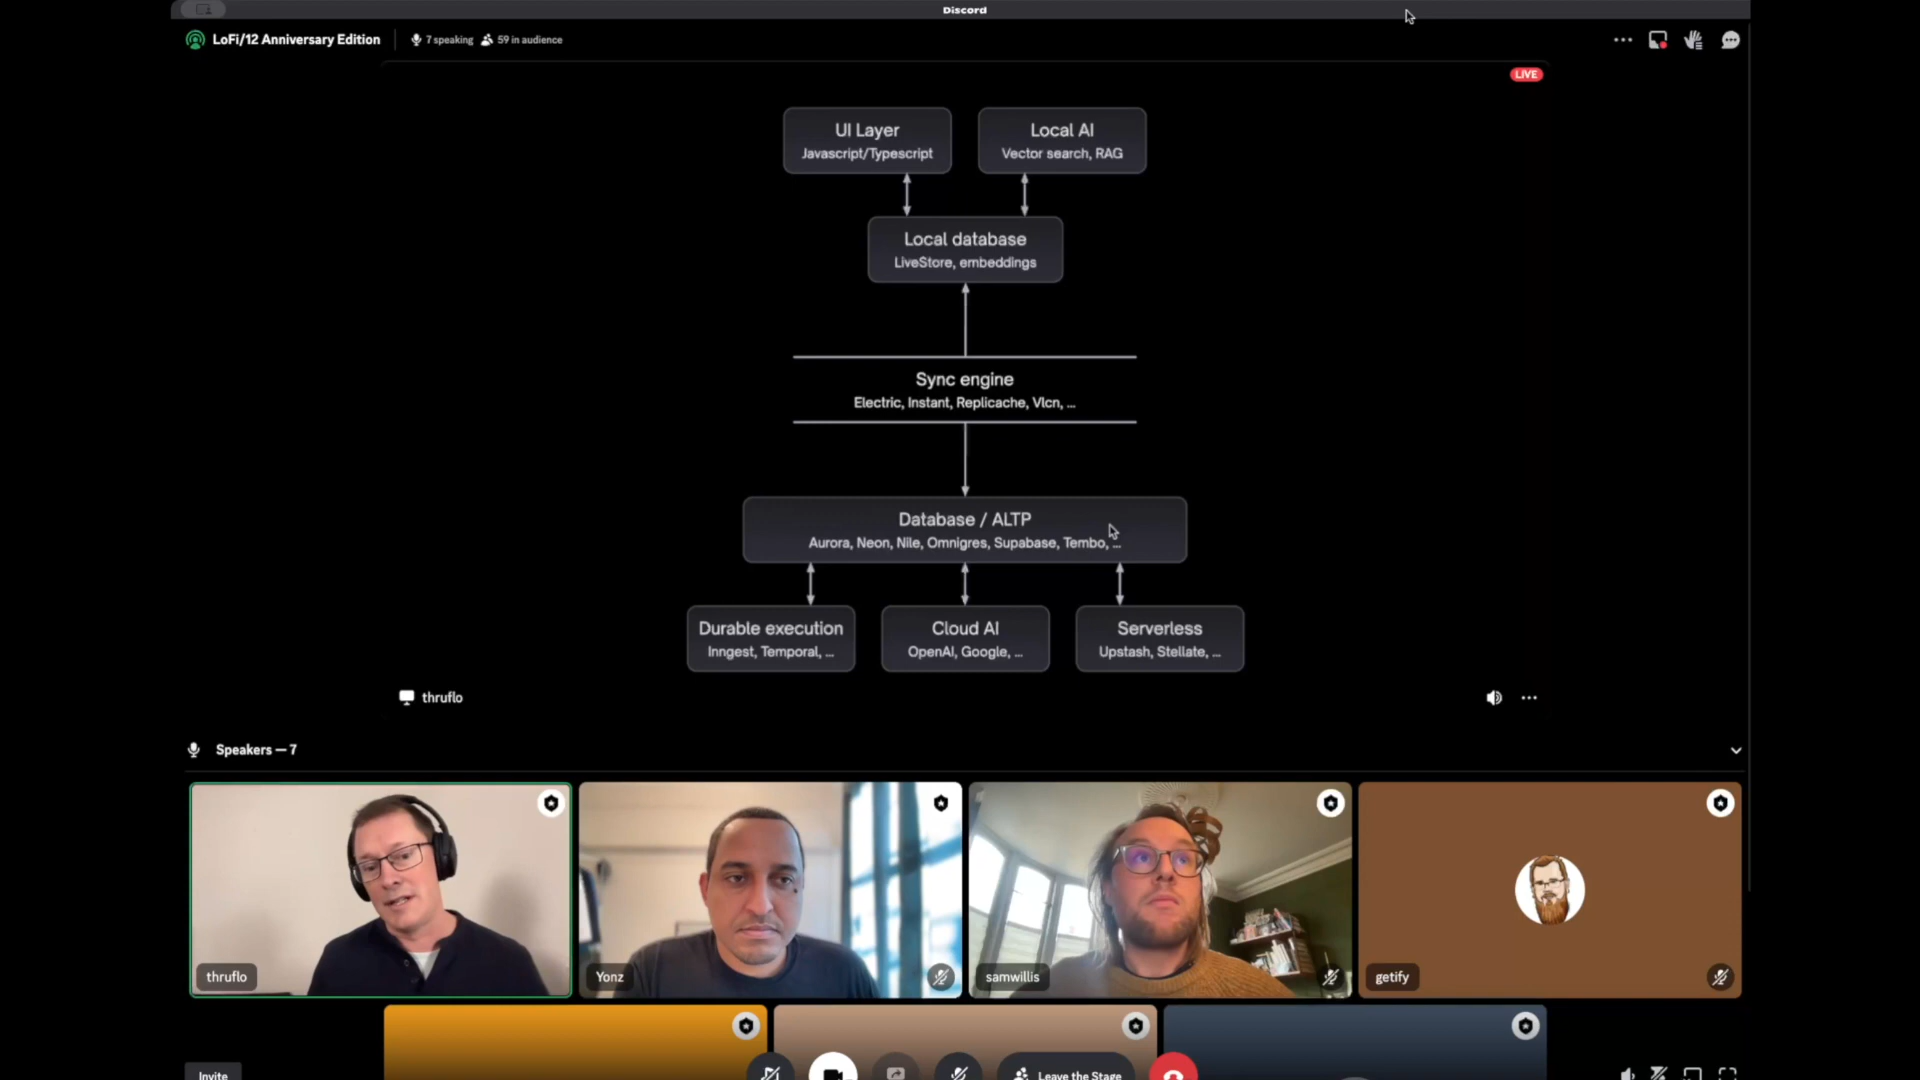 Discord
LoFi/12 Anniversary Edition
7 speaking
59 in audience
LIVE
UI Layer
Javascript/Typescript
Local AI
Vector search, RAG
Local database
LiveStore, embeddings
Sync engine
Electric, Instant, Replicache, Vlcn, ...
Database / ALTP
Aurora, Neon, Nile, Omnigres, Supabase, Tembo, ...
Durable execution
Inngest, Temporal, ...
Cloud AI
OpenAI, Google, ...
Serverless
Upstash, Stellate, ...
thruflo
Speakers — 7
thruflo
Yonz
samwillis
getify
Invite
Leave the Stage